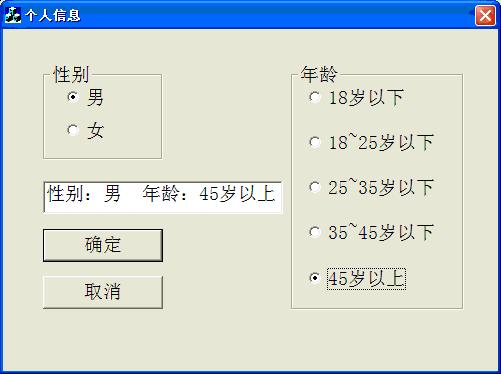 个人信息
性别
男
女
性别：男　年龄：45岁以上
确定
取消
年龄
18岁以下
18~25岁以下
25~35岁以下
35~45岁以下
45岁以上